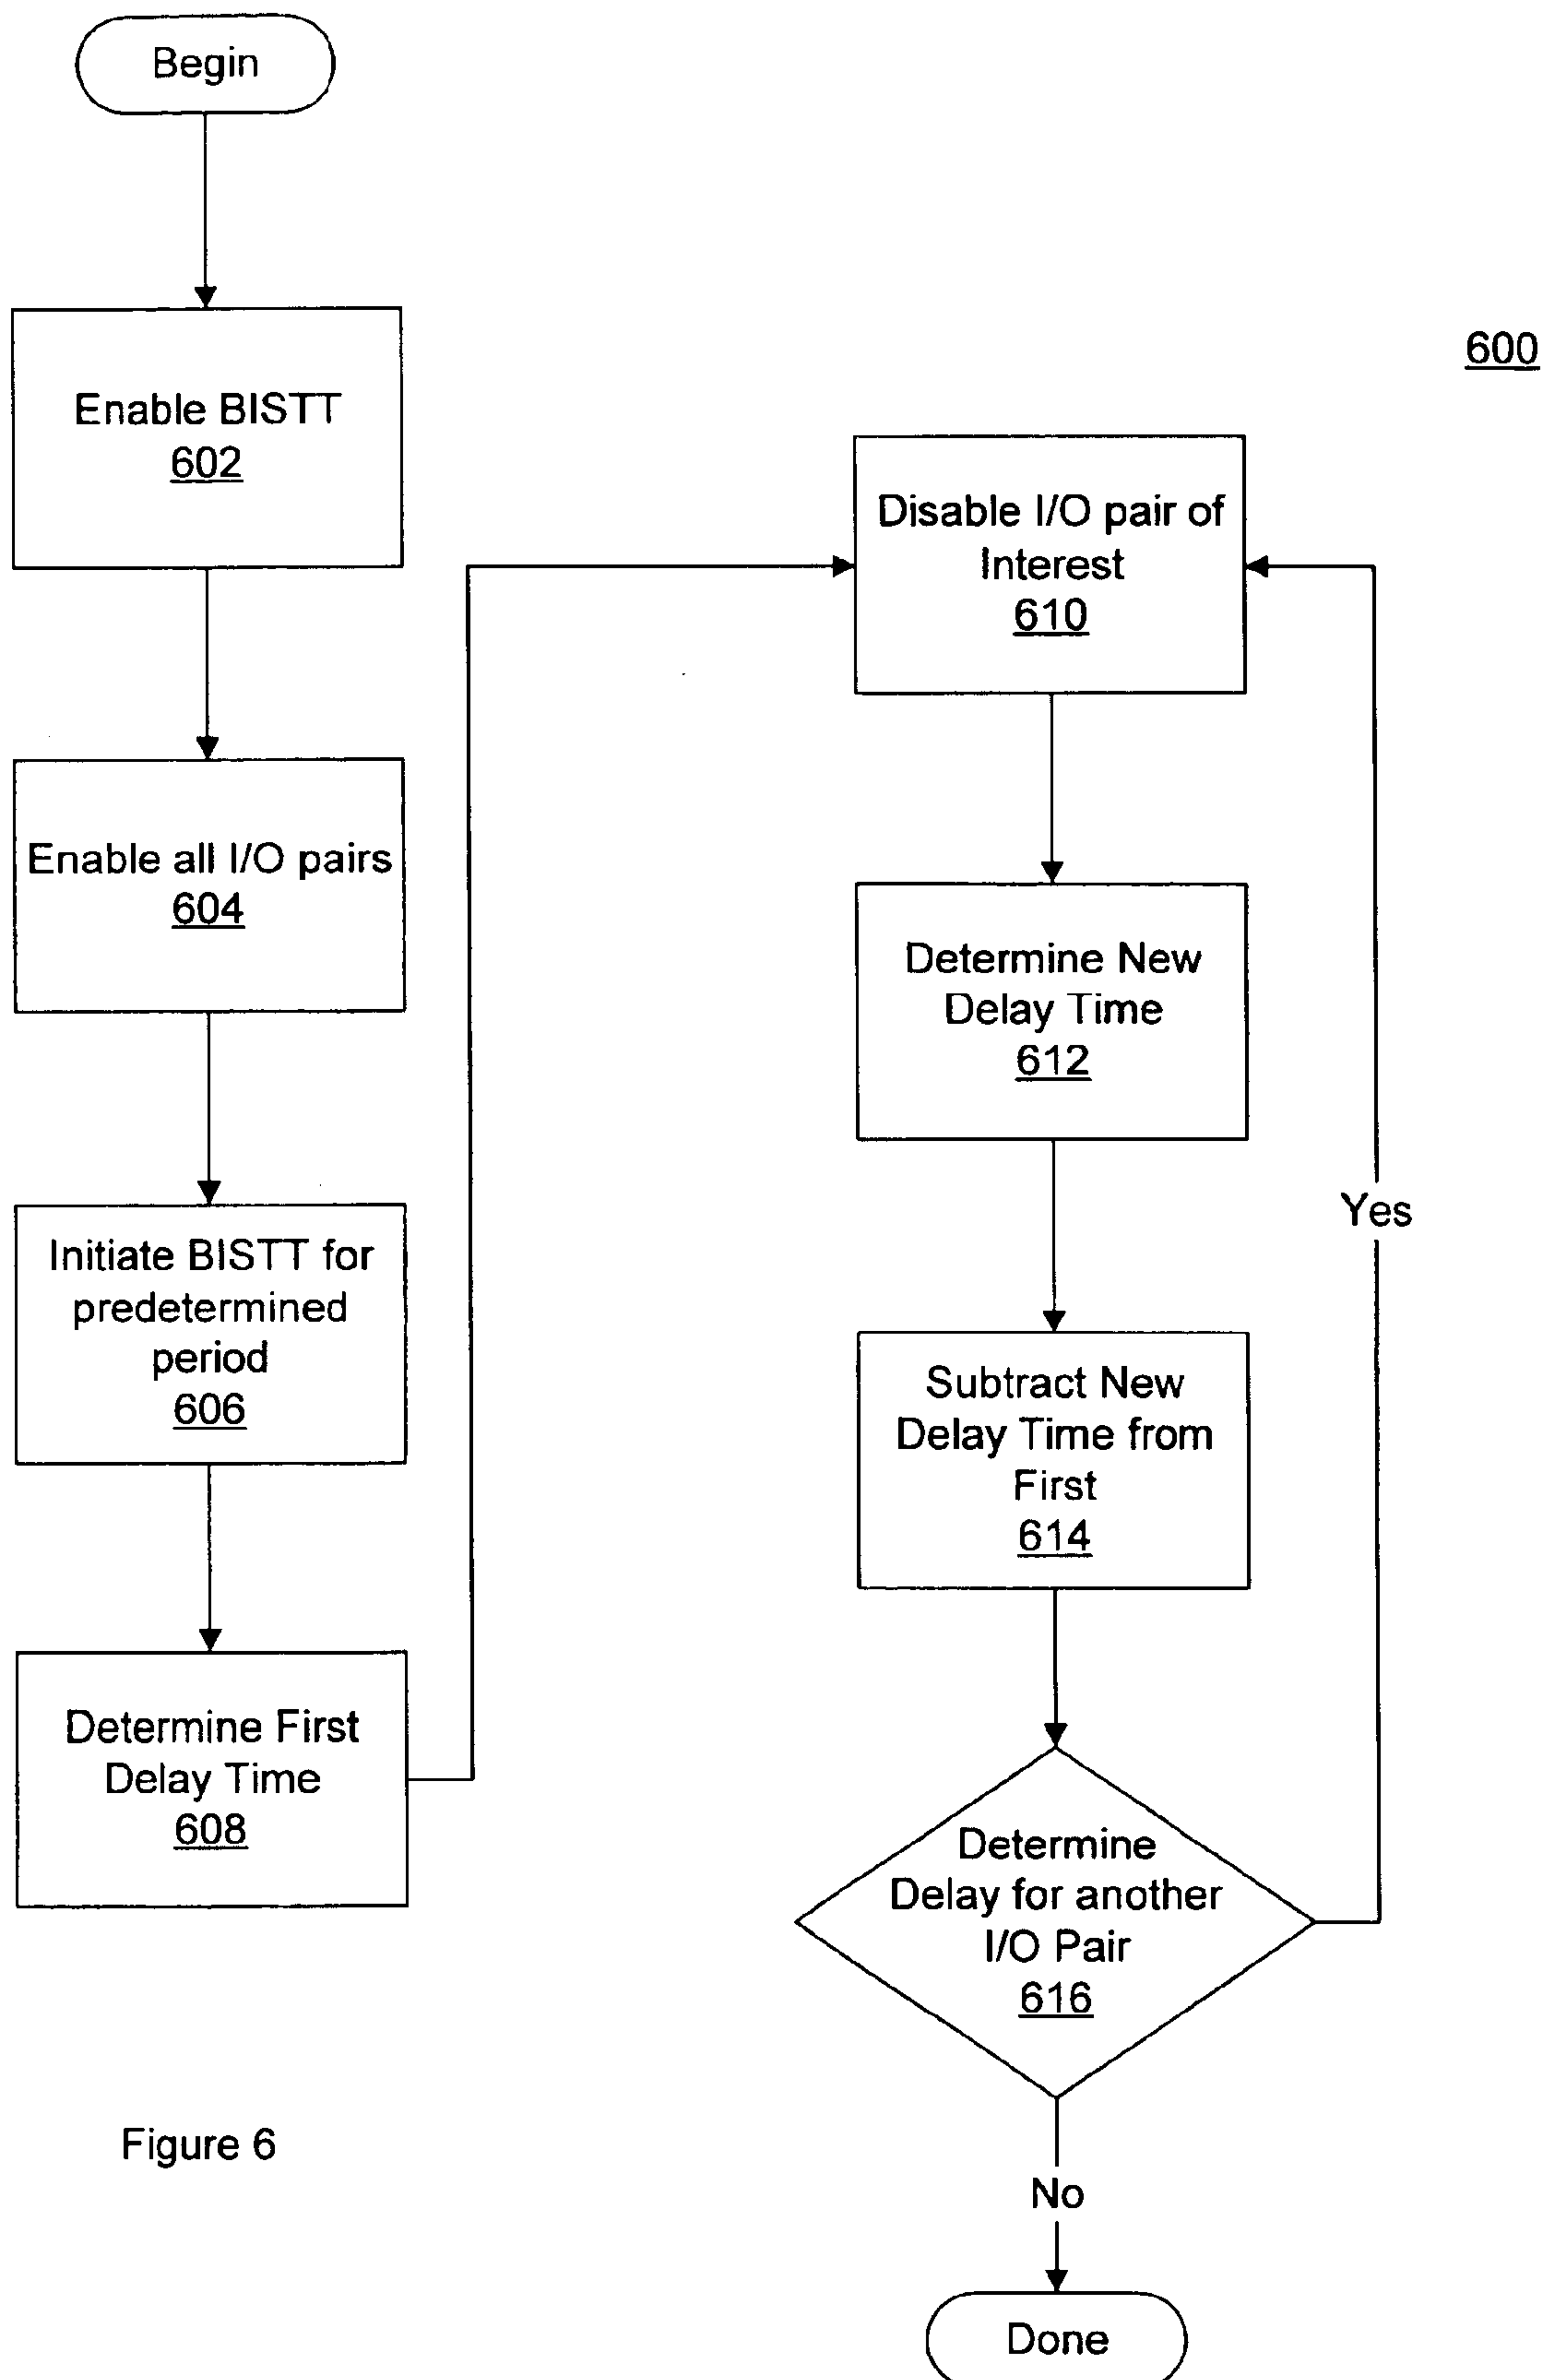 Begin
Enable BISTT
602
Enable all I/O pairs
604
Initiate BISTT for
predetermined
period
606
Determine First
Delay Time
608
600
Disable I/O pair of
Interest
610
Determine New
Delay Time
612
Subtract New
Delay Time from
First
614
Determine
Delay for another
I/O Pair
616
Yes
No
Done
Figure 6